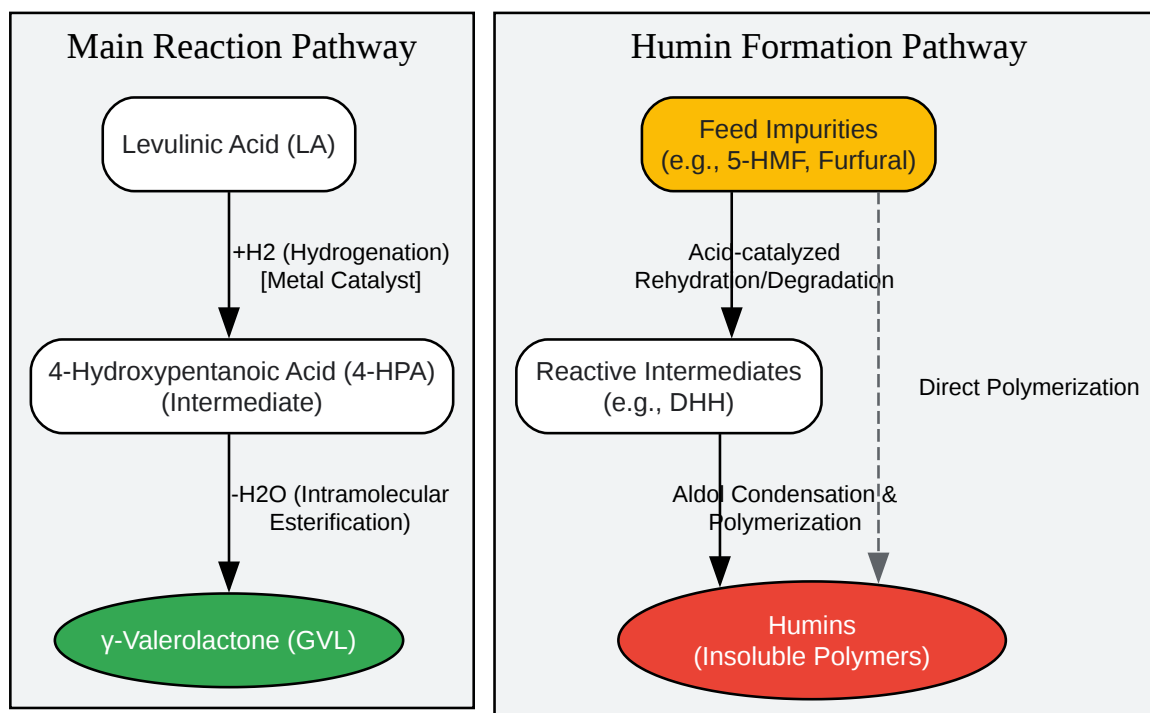 Main Reaction Pathway
Levulinic Acid (LA)
+H2 (Hydrogenation)
[Metal Catalyst]
4-Hydroxypentanoic Acid (4-HPA)
(Intermediate)
-H2O (Intramolecular
Esterification)
γ-Valerolactone (GVL)
Humin Formation Pathway
Feed Impurities
(e.g., 5-HMF, Furfural)
Acid-catalyzed
Rehydration/Degradation
Reactive Intermediates
(e.g., DHH)
Direct Polymerization
Aldol Condensation &
Polymerization
Humins
(Insoluble Polymers)